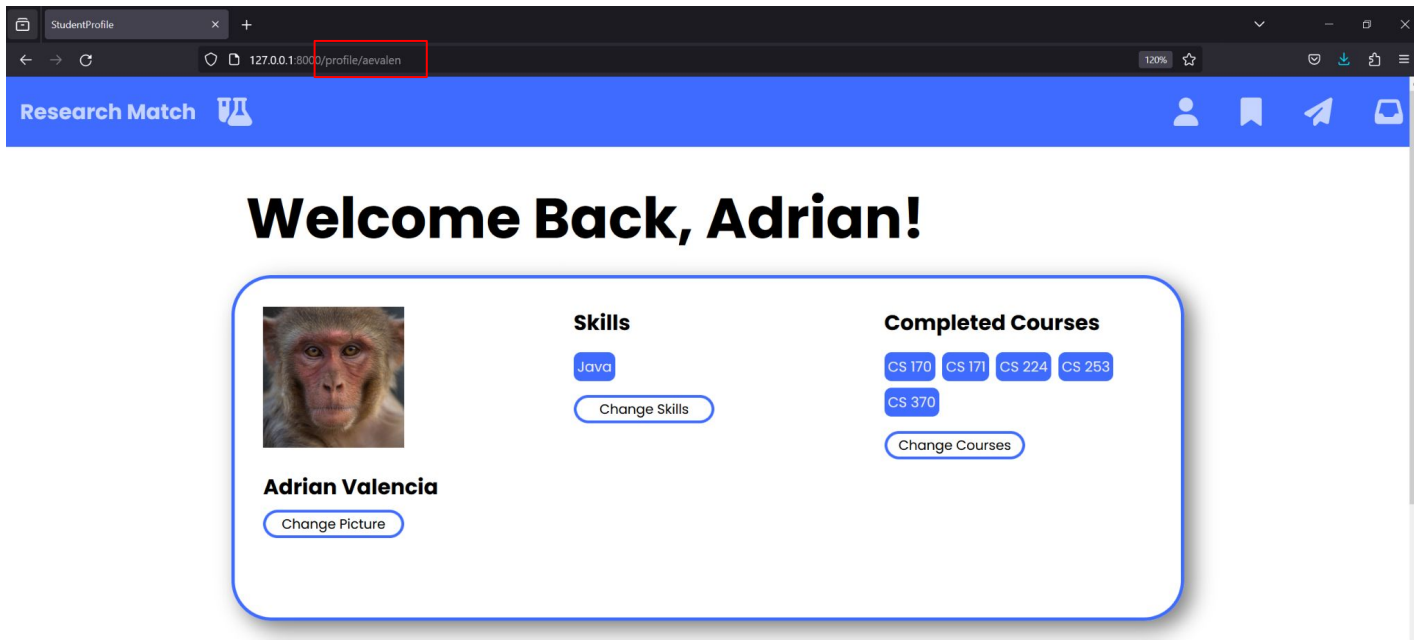 StudentProfile
127.0.0.1:8000/profile/aevalen
120%
Research Match
Welcome Back, Adrian!
Skills
Java
Change Skills
Completed Courses
CS 170 CS 171 CS 224 CS 253
CS 370
Change Courses
Adrian Valencia
Change Picture